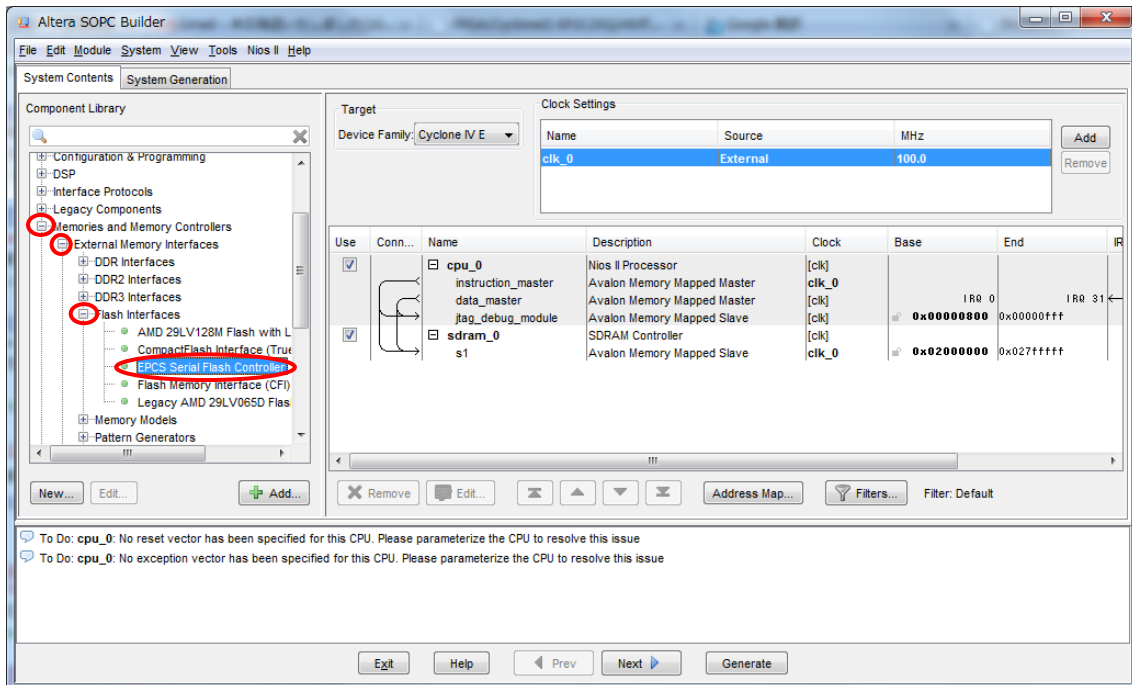 Altera SOPC Builder
File Edit Module System View Tools Nios II Help
System Contents System Generation
Component Library
Configuration & Programming
DSP
Interface Protocols
Legacy Components
Memories and Memory Controllers
External Memory Interfaces
DDR Interfaces
DDR2 Interfaces
DDR3 Interfaces
Flash Interfaces
AMD 29LV128M Flash with L
CompactFlash Interface (True
EPCS Serial Flash Controller
Flash Memory Interface (CFI)
Legacy AMD 29LV065D Flas
Memory Models
Pattern Generators
New... Edit... Add...
Target
Device Family: Cyclone IV E
Clock Settings
Name Source MHz
clk_0 External 100.0
Add
Remove
Use Conn... Name Description Clock Base End IR
cpu_0 Nios II Processor [clk]
instruction_master Avalon Memory Mapped Master clk_0
data_master Avalon Memory Mapped Master [clk] IRQ 0 IRQ 31
jtag_debug_module Avalon Memory Mapped Slave [clk] 0x00000800 0x00000fff
sdram_0 SDRAM Controller [clk]
s1 Avalon Memory Mapped Slave clk_0 0x02000000 0x027fffff
Remove Edit... Address Map... Filters... Filter: Default
To Do: cpu_0: No reset vector has been specified for this CPU. Please parameterize the CPU to resolve this issue
To Do: cpu_0: No exception vector has been specified for this CPU. Please parameterize the CPU to resolve this issue
Exit Help Prev Next Generate